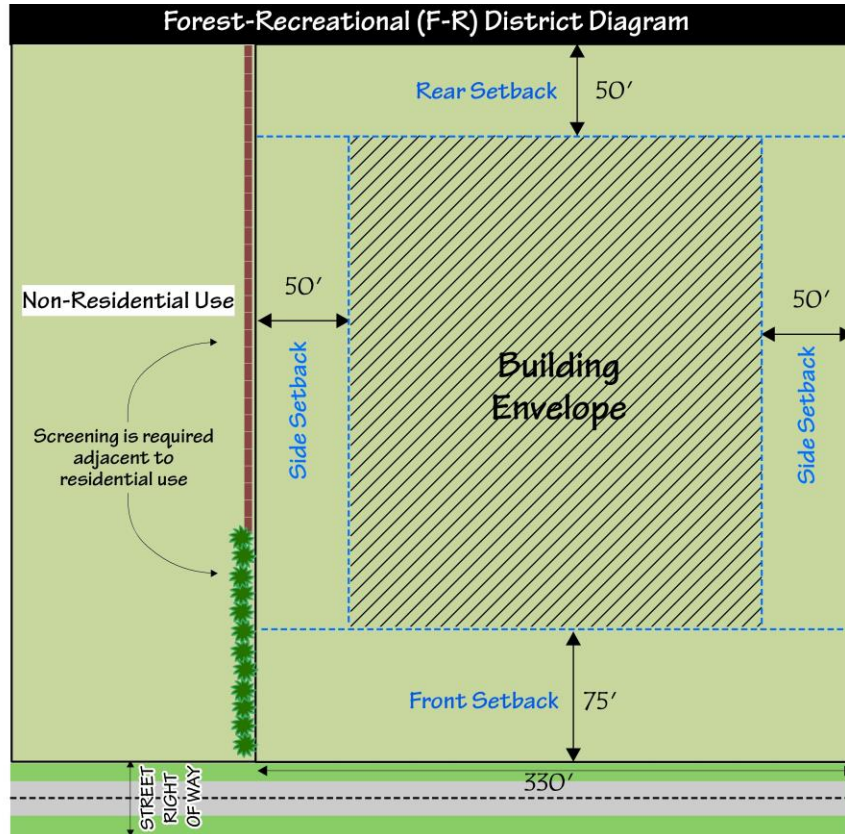 Forest-Recreational (F-R) District Diagram
Rear Setback 50'
Non-Residential Use
50'
50'
Side Setback
Building
Envelope
Side Setback
Screening is required
adjacent to
residential use
Front Setback 75'
330'
STREET
RIGHT
OF WAY